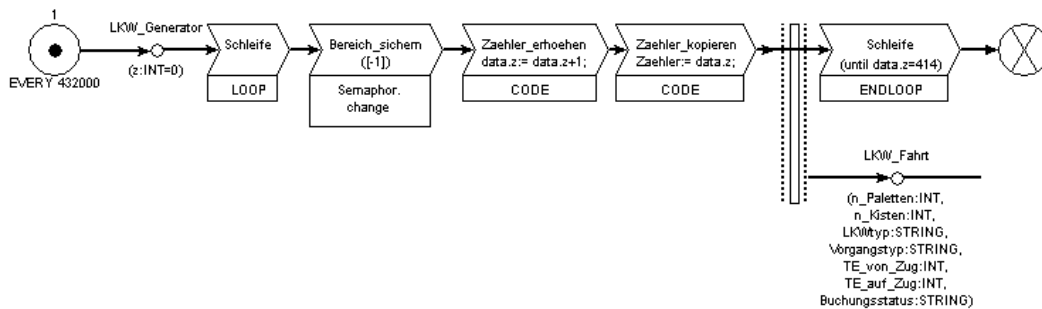 1
EVERY 432000
LKW_Generator
(z:INT=0)
Schleife
LOOP
Bereich_sichern
([-1])
Semaphor.
change
Zaehler_erhoehen
data.z:= data.z+1;
CODE
Zaehler_kopieren
Zaehler:= data.z;
CODE
Schleife
(until data.z=414)
ENDLOOP
LKW_Fahrt
(n_Paletten:INT,
n_Kisten:INT,
LKWtyp:STRING,
Vorgangstyp:STRING,
TE_von_Zug:INT,
TE_auf_Zug:INT,
Buchungsstatus:STRING)